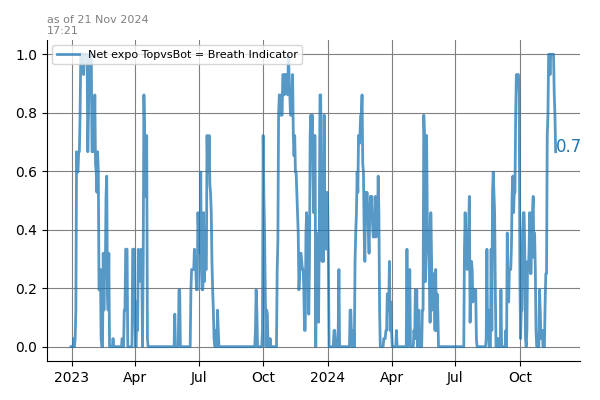 as of 21 Nov 2024
17:21
Net expo TopvsBot = Breath Indicator
1.0
0.8
0.7
0.6
0.4
0.2
0.0
2023 Apr Jul Oct 2024 Apr Jul Oct